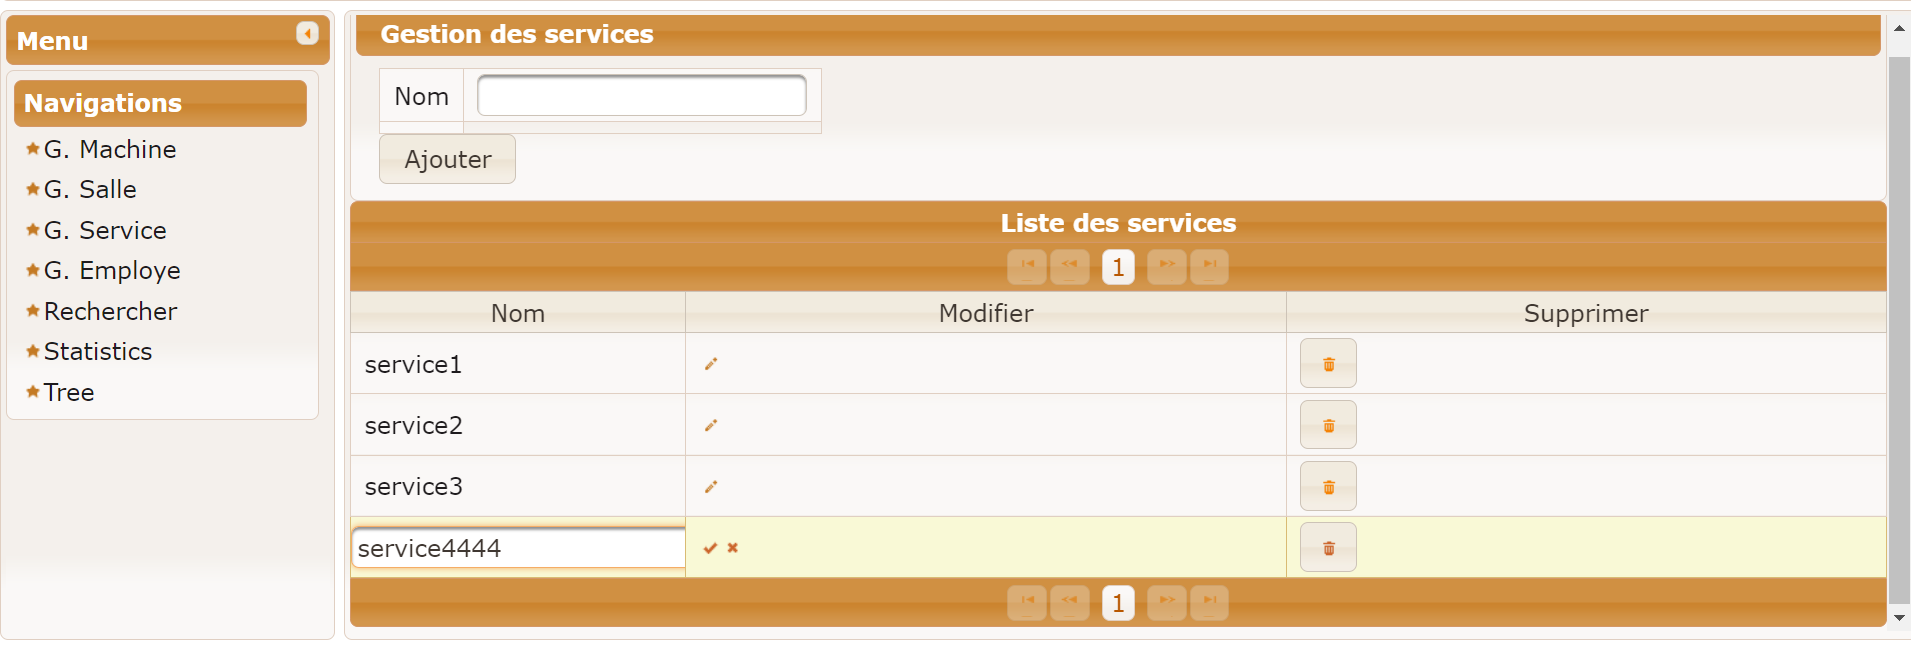 Menu
Navigations
G. Machine
G. Salle
G. Service
G. Employe
Rechercher
Statistics
Tree
Gestion des services
Nom
Ajouter
Liste des services
1
Nom Modifier Supprimer
service1
service2
service3
service4444
1